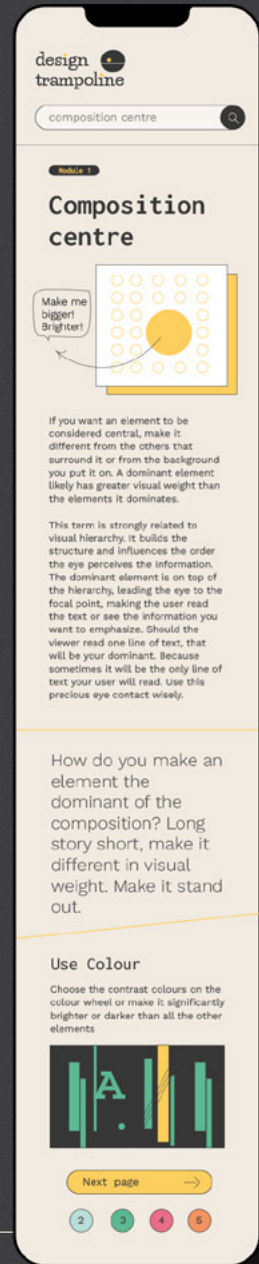 design
trampoline
composition centre
Module 1
Composition
centre
Make me
bigger!
Brighter!
If you want an element to be
considered central, make it
different from the others that
surround it or from the background
you put it on. A dominant element
likely has greater visual weight than
the elements it dominates.
This term is strongly related to
visual hierarchy. It builds the
structure and influences the order
the eye perceives the information.
The dominant element is on top of
the hierarchy, leading the eye to the
focal point, making the user read
the text or see the information you
want to emphasize. Should the
viewer read one line of text, that
will be your dominant. Because
sometimes it will be the only line of
text your user will read. Use this
precious eye contact wisely.
How do you make an
element the
dominant of the
composition? Long
story short, make it
different in visual
weight. Make it stand
out.
Use Colour
Choose the contrast colours on the
colour wheel or make it significantly
brighter or darker than all the other
elements
A.
Next page
2 3 4 5